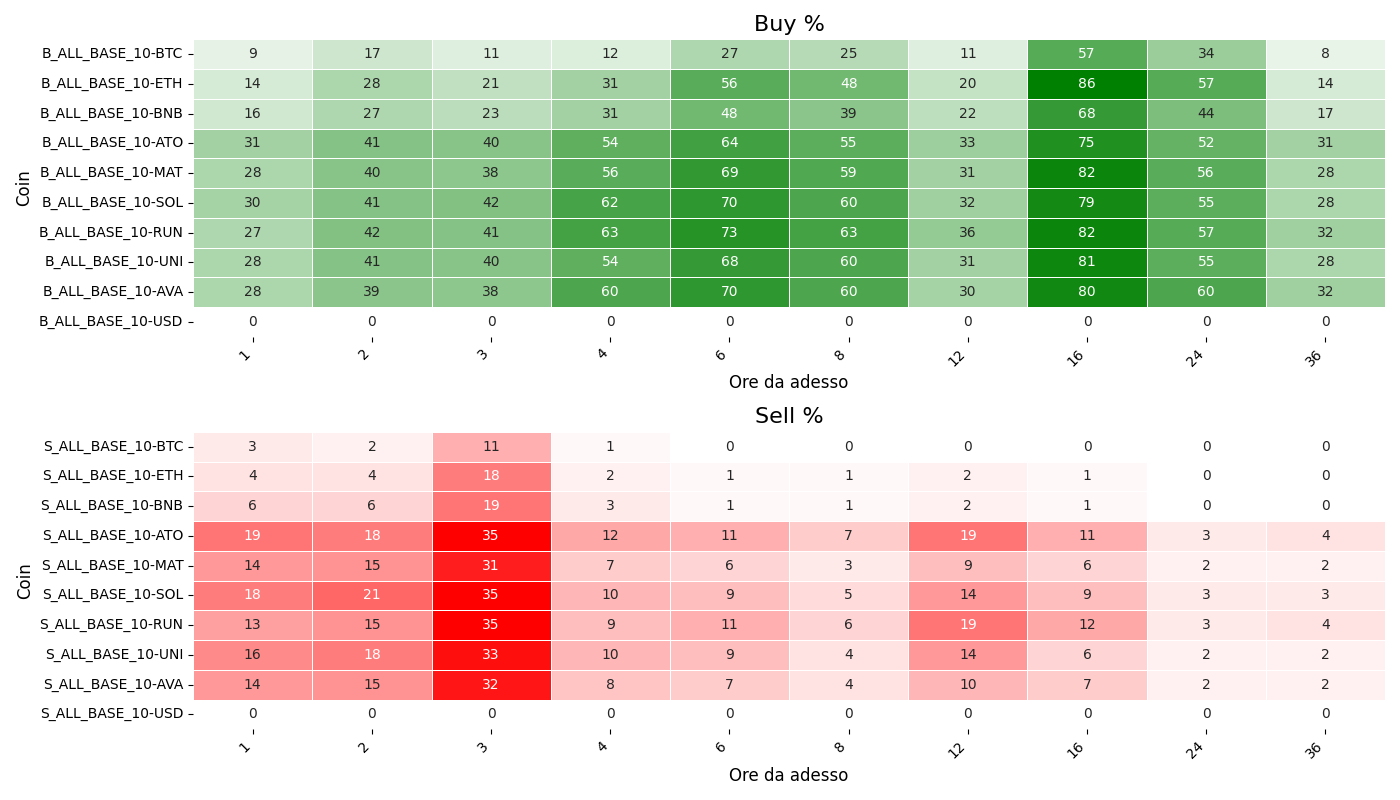 Buy %
Coin
B_ALL_BASE_10-BTC 9 17 11 12 27 25 11 57 34 8
B_ALL_BASE_10-ETH 14 28 21 31 56 48 20 86 57 14
B_ALL_BASE_10-BNB 16 27 23 31 48 39 22 68 44 17
B_ALL_BASE_10-ATO 31 41 40 54 64 55 33 75 52 31
B_ALL_BASE_10-MAT 28 40 38 56 69 59 31 82 56 28
B_ALL_BASE_10-SOL 30 41 42 62 70 60 32 79 55 28
B_ALL_BASE_10-RUN 27 42 41 63 73 63 36 82 57 32
B_ALL_BASE_10-UNI 28 41 40 54 68 60 31 81 55 28
B_ALL_BASE_10-AVA 28 39 38 60 70 60 30 80 60 32
B_ALL_BASE_10-USD 0 0 0 0 0 0 0 0 0 0
1 2 3 4 6 8 12 16 24 36
Ore da adesso
Sell %
Coin
S_ALL_BASE_10-BTC 3 2 11 1 0 0 0 0 0 0
S_ALL_BASE_10-ETH 4 4 18 2 1 1 2 1 0 0
S_ALL_BASE_10-BNB 6 6 19 3 1 1 2 1 0 0
S_ALL_BASE_10-ATO 19 18 35 12 11 7 19 11 3 4
S_ALL_BASE_10-MAT 14 15 31 7 6 3 9 6 2 2
S_ALL_BASE_10-SOL 18 21 35 10 9 5 14 9 3 3
S_ALL_BASE_10-RUN 13 15 35 9 11 6 19 12 3 4
S_ALL_BASE_10-UNI 16 18 33 10 9 4 14 6 2 2
S_ALL_BASE_10-AVA 14 15 32 8 7 4 10 7 2 2
S_ALL_BASE_10-USD 0 0 0 0 0 0 0 0 0 0
1 2 3 4 6 8 12 16 24 36
Ore da adesso